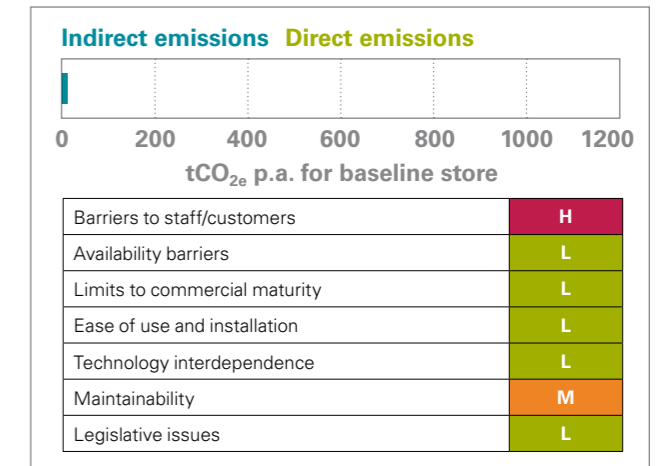 Indirect emissions Direct emissions
0 200 400 600 800 1000 1200
tCO2e p.a. for baseline store
Barriers to staff/customers H
Availability barriers L
Limits to commercial maturity L
Ease of use and installation L
Technology interdependence L
Maintainability M
Legislative issues L